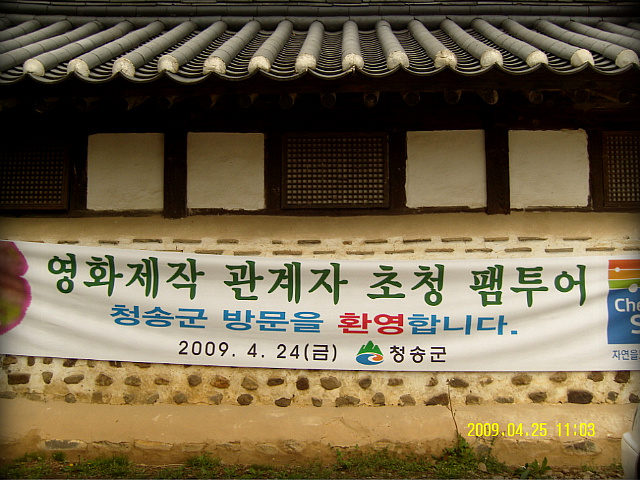 영화제작 관계자 초청 팸투어
청송군 방문을 환영합니다.
2009. 4. 24(금) 청송군
2009.04.25 11:03